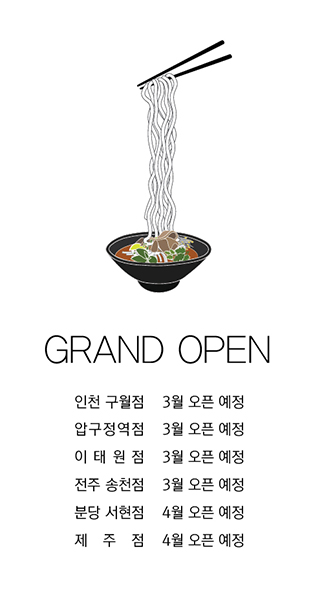 GRAND OPEN
인천 구월점 3월 오픈 예정
압구정역점 3월 오픈 예정
이 태 원 점 3월 오픈 예정
전주 송천점 3월 오픈 예정
분당 서현점 4월 오픈 예정
제 주 점 4월 오픈 예정